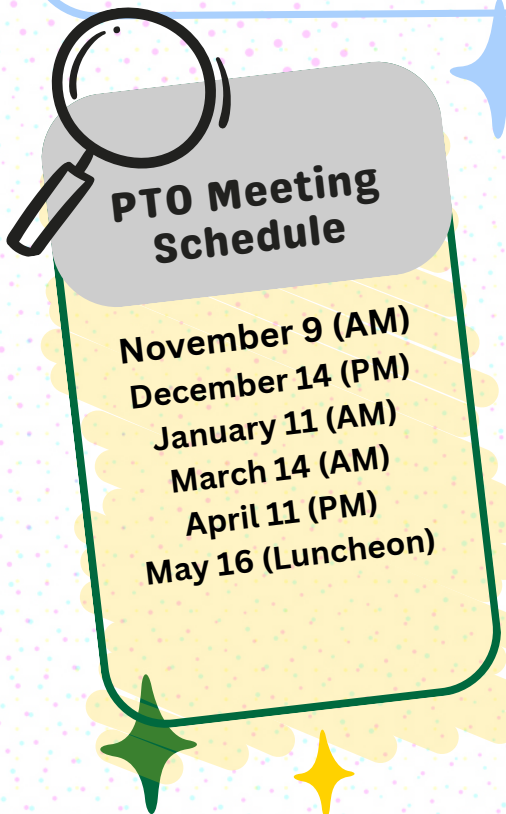 PTO Meeting
Schedule
November 9 (AM)
December 14 (PM)
January 11 (AM)
March 14 (AM)
April 11 (PM)
May 16 (Luncheon)